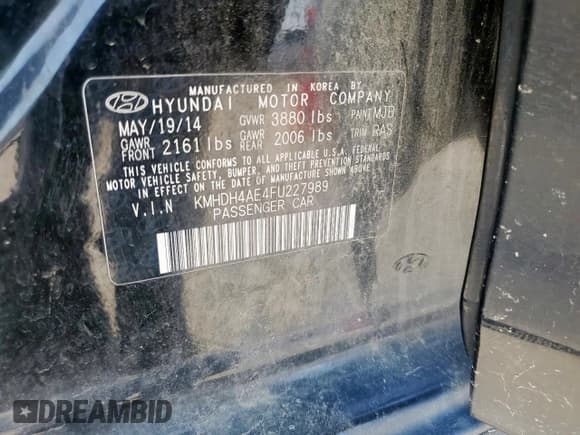 MANUFACTURED IN KOREA BY
HYUNDAI MOTOR COMPANY
MAY/19/14 GVWR 3880 lbs PAINT MJB
GAWR FRONT 2161 lbs GAWR REAR 2006 lbs TRIM RAS
THIS VEHICLE CONFORMS TO ALL APPLICABLE U.S.A. FEDERAL
MOTOR VEHICLE SAFETY, BUMPER, AND THEFT PREVENTION STANDARDS
IN EFFECT ON THE DATE OF MANUFACTURE SHOWN ABOVE.
V.I.N KMHDH4AE4FU227989
PASSENGER CAR
DREAMBID